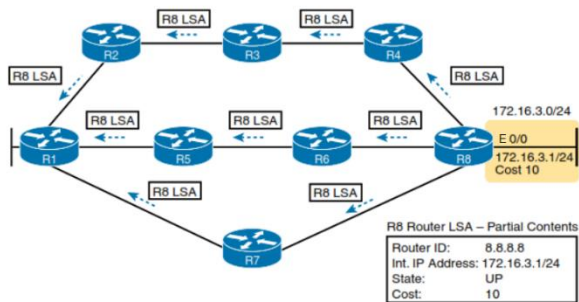 R8 LSA
R8 LSA
R8 LSA
R2
R3
R4
R8 LSA
R8 LSA
172.16.3.0/24
R8 LSA
R8 LSA
R8 LSA
E 0/0
R1
R5
R6
R8
172.16.3.1/24
Cost 10
R8 LSA
R8 LSA
R7
R8 Router LSA – Partial Contents
Router ID: 8.8.8.8
Int. IP Address: 172.16.3.1/24
State: UP
Cost: 10